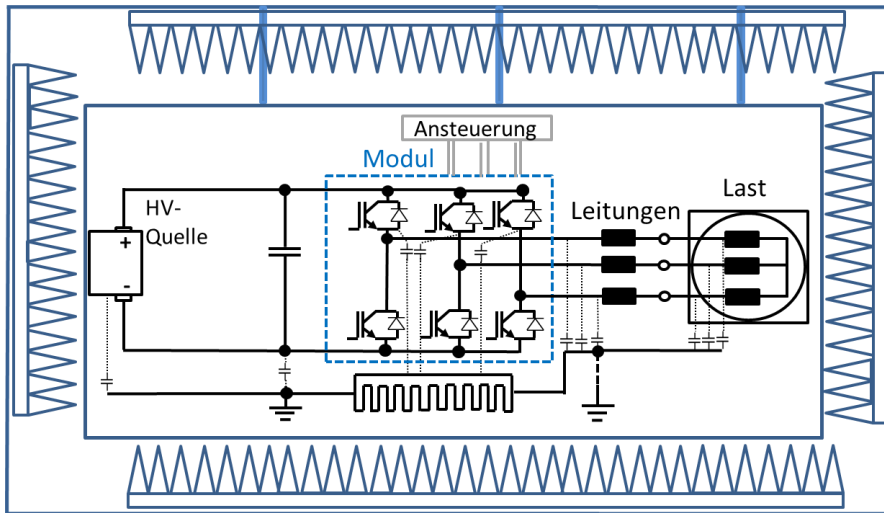 Ansteuerung
Modul
HV-
Quelle
+
-
Leitungen
Last